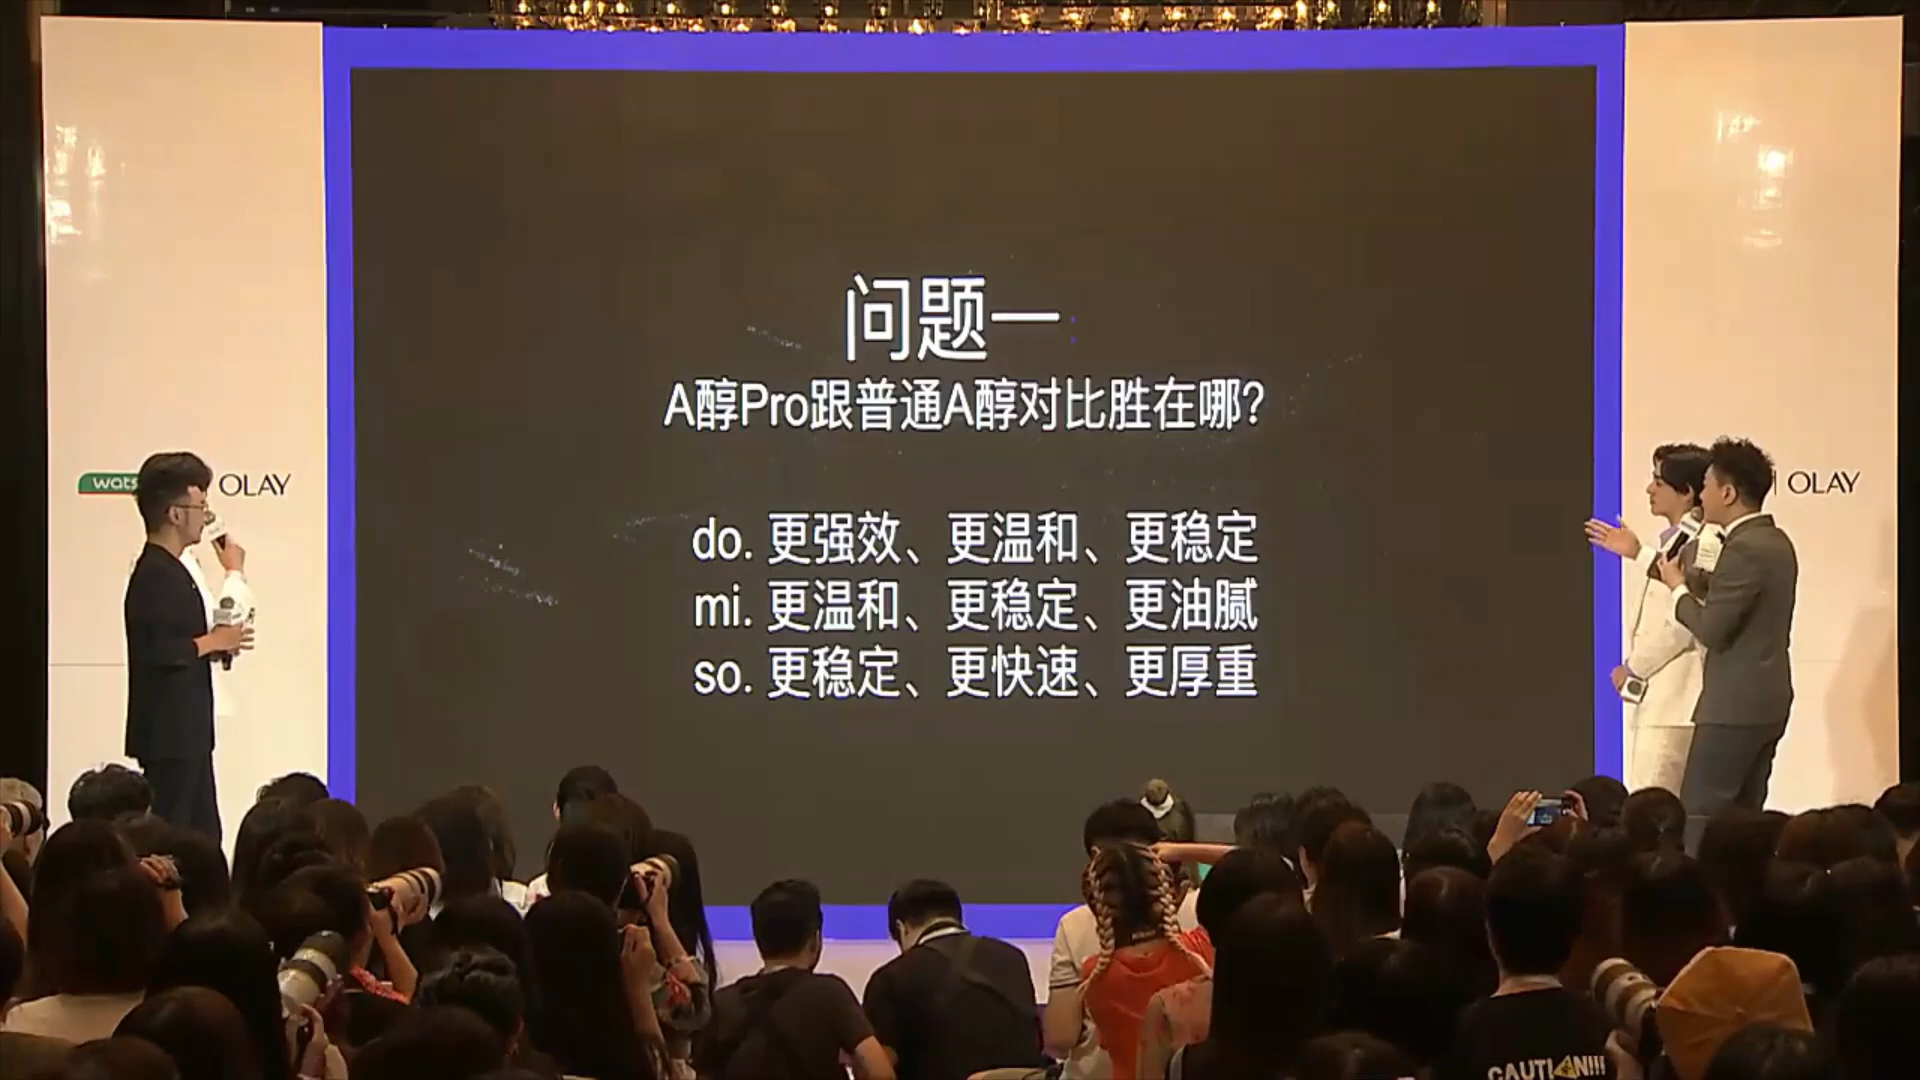 问题一
A醇Pro跟普通A醇对比胜在哪?
do. 更强效、更温和、更稳定
mi. 更温和、更稳定、更油腻
so. 更稳定、更快速、更厚重
wats
OLAY
OLAY
CAUTION!!!